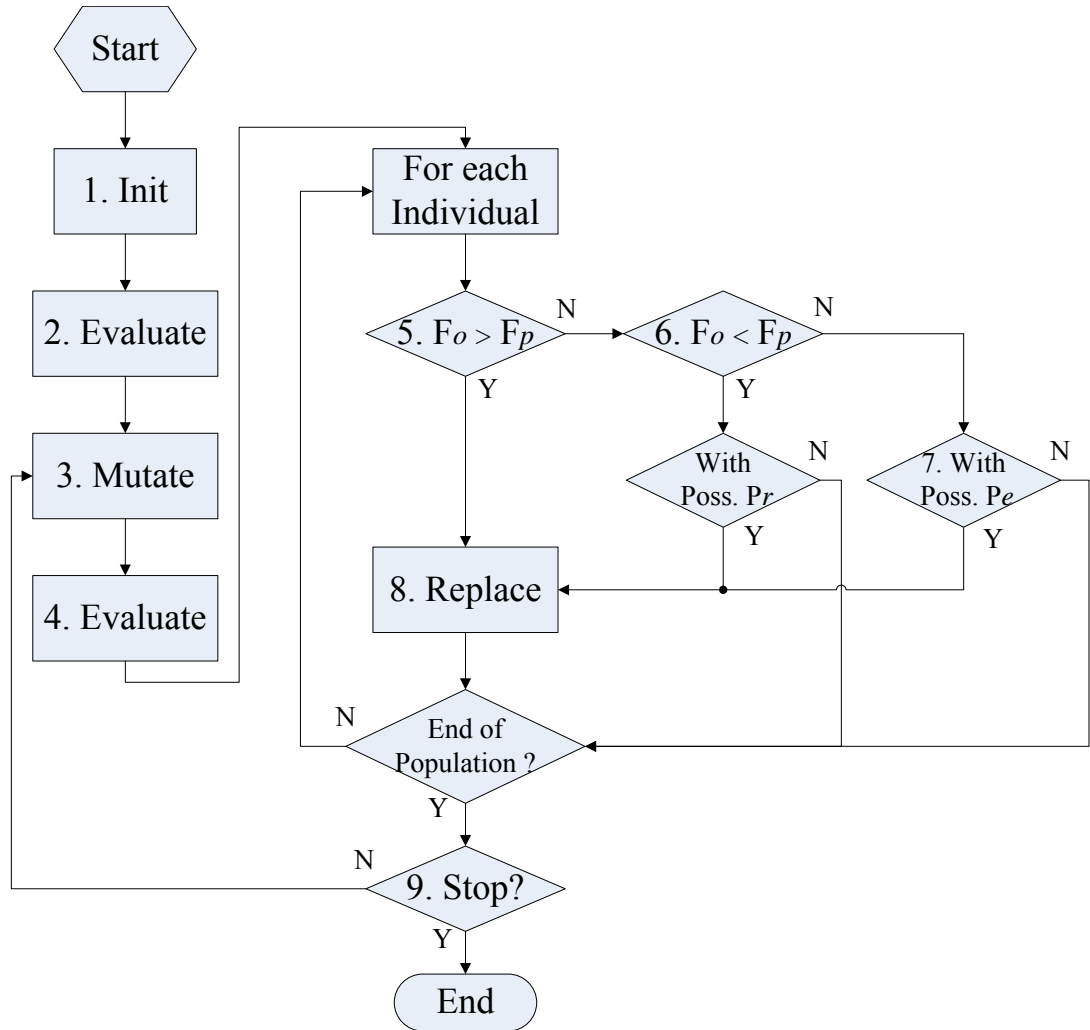 Start
1. Init
2. Evaluate
3. Mutate
4. Evaluate
For each
Individual
5. Fo > Fp
N
Y
6. Fo < Fp
N
Y
With
Poss. Pr
N
Y
7. With
Poss. Pe
N
Y
8. Replace
End of
Population ?
N
Y
9. Stop?
N
Y
End